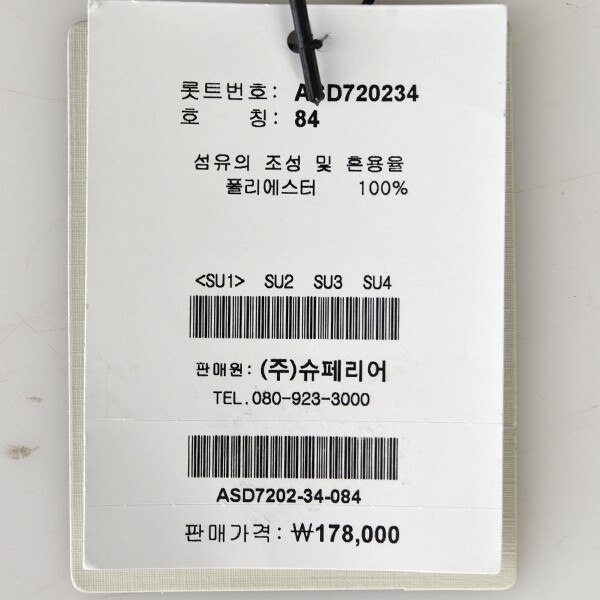 롯트번호: ASD720234
호 칭: 84
섬유의 조성 및 혼용율
폴리에스터 100%
<SU1> SU2 SU3 SU4
판매원: (주)슈페리어
TEL.080-923-3000
ASD7202-34-084
판매가격: ₩178,000